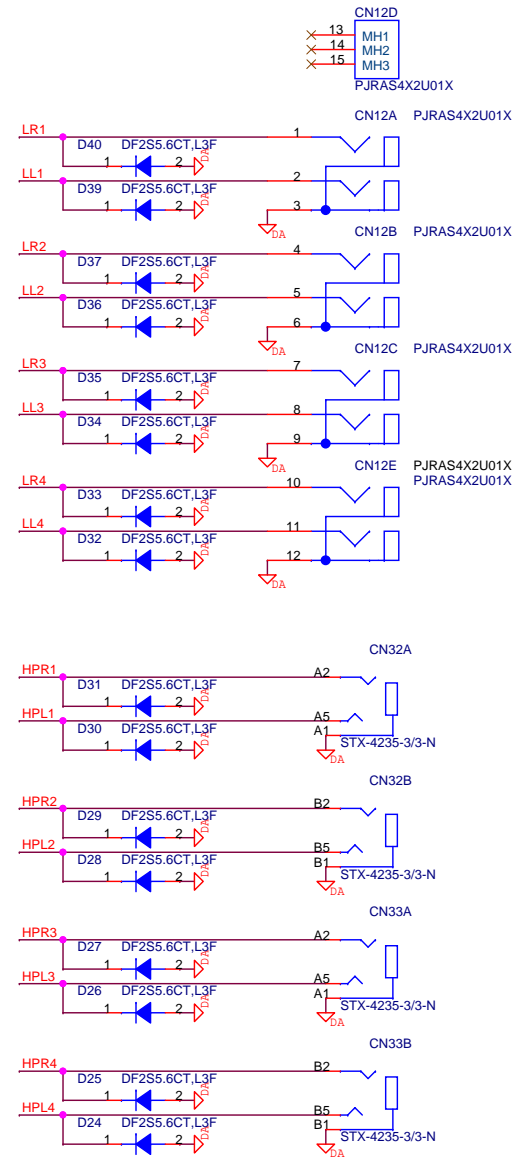 CN12D
13 MH1
14 MH2
15 MH3
PJRAS4X2U01X
CN12A PJRAS4X2U01X
LR1 1
D40 DF2S5.6CT,L3F
1 2 DA
LL1 2
D39 DF2S5.6CT,L3F
1 2 DA 3
DA
CN12B PJRAS4X2U01X
LR2 4
D37 DF2S5.6CT,L3F
1 2 DA
LL2 5
D36 DF2S5.6CT,L3F
1 2 DA 6
DA
CN12C PJRAS4X2U01X
LR3 7
D35 DF2S5.6CT,L3F
1 2 DA
LL3 8
D34 DF2S5.6CT,L3F
1 2 DA 9
DA
CN12E PJRAS4X2U01X
PJRAS4X2U01X
LR4 10
D33 DF2S5.6CT,L3F
1 2 DA
LL4 11
D32 DF2S5.6CT,L3F
1 2 DA 12
DA
CN32A
HPR1 A2
D31 DF2S5.6CT,L3F
1 2 DA
HPL1 A5
D30 DF2S5.6CT,L3F A1
1 2 DA STX-4235-3/3-N
DA
CN32B
HPR2 B2
D29 DF2S5.6CT,L3F
1 2 DA
HPL2 B5
D28 DF2S5.6CT,L3F B1
1 2 DA STX-4235-3/3-N
DA
CN33A
HPR3 A2
D27 DF2S5.6CT,L3F
1 2 DA
HPL3 A5
D26 DF2S5.6CT,L3F A1
1 2 DA STX-4235-3/3-N
DA
CN33B
HPR4 B2
D25 DF2S5.6CT,L3F
1 2 DA
HPL4 B5
D24 DF2S5.6CT,L3F B1
1 2 DA STX-4235-3/3-N
DA